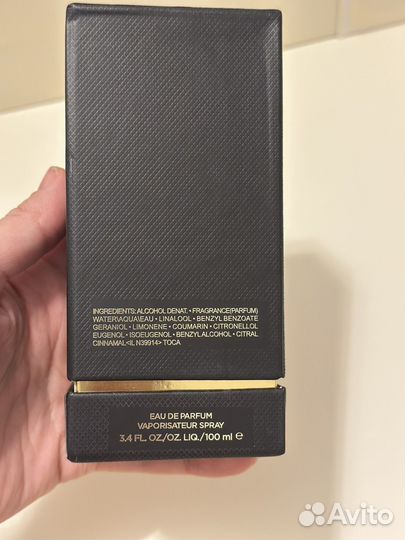 INGREDIENTS: ALCOHOL DENAT. • FRAGRANCE(PARFUM)
WATER\AQUA\EAU • LINALOOL • BENZYL BENZOATE
GERANIOL • LIMONENE • COUMARIN • CITRONELLOL
EUGENOL • ISOEUGENOL • BENZYL ALCOHOL • CITRAL
CINNAMAL<IL N39914> TOCA
EAU DE PARFUM
VAPORISATEUR SPRAY
3.4 FL. OZ./OZ. LIQ./100 ml ℮
Avito